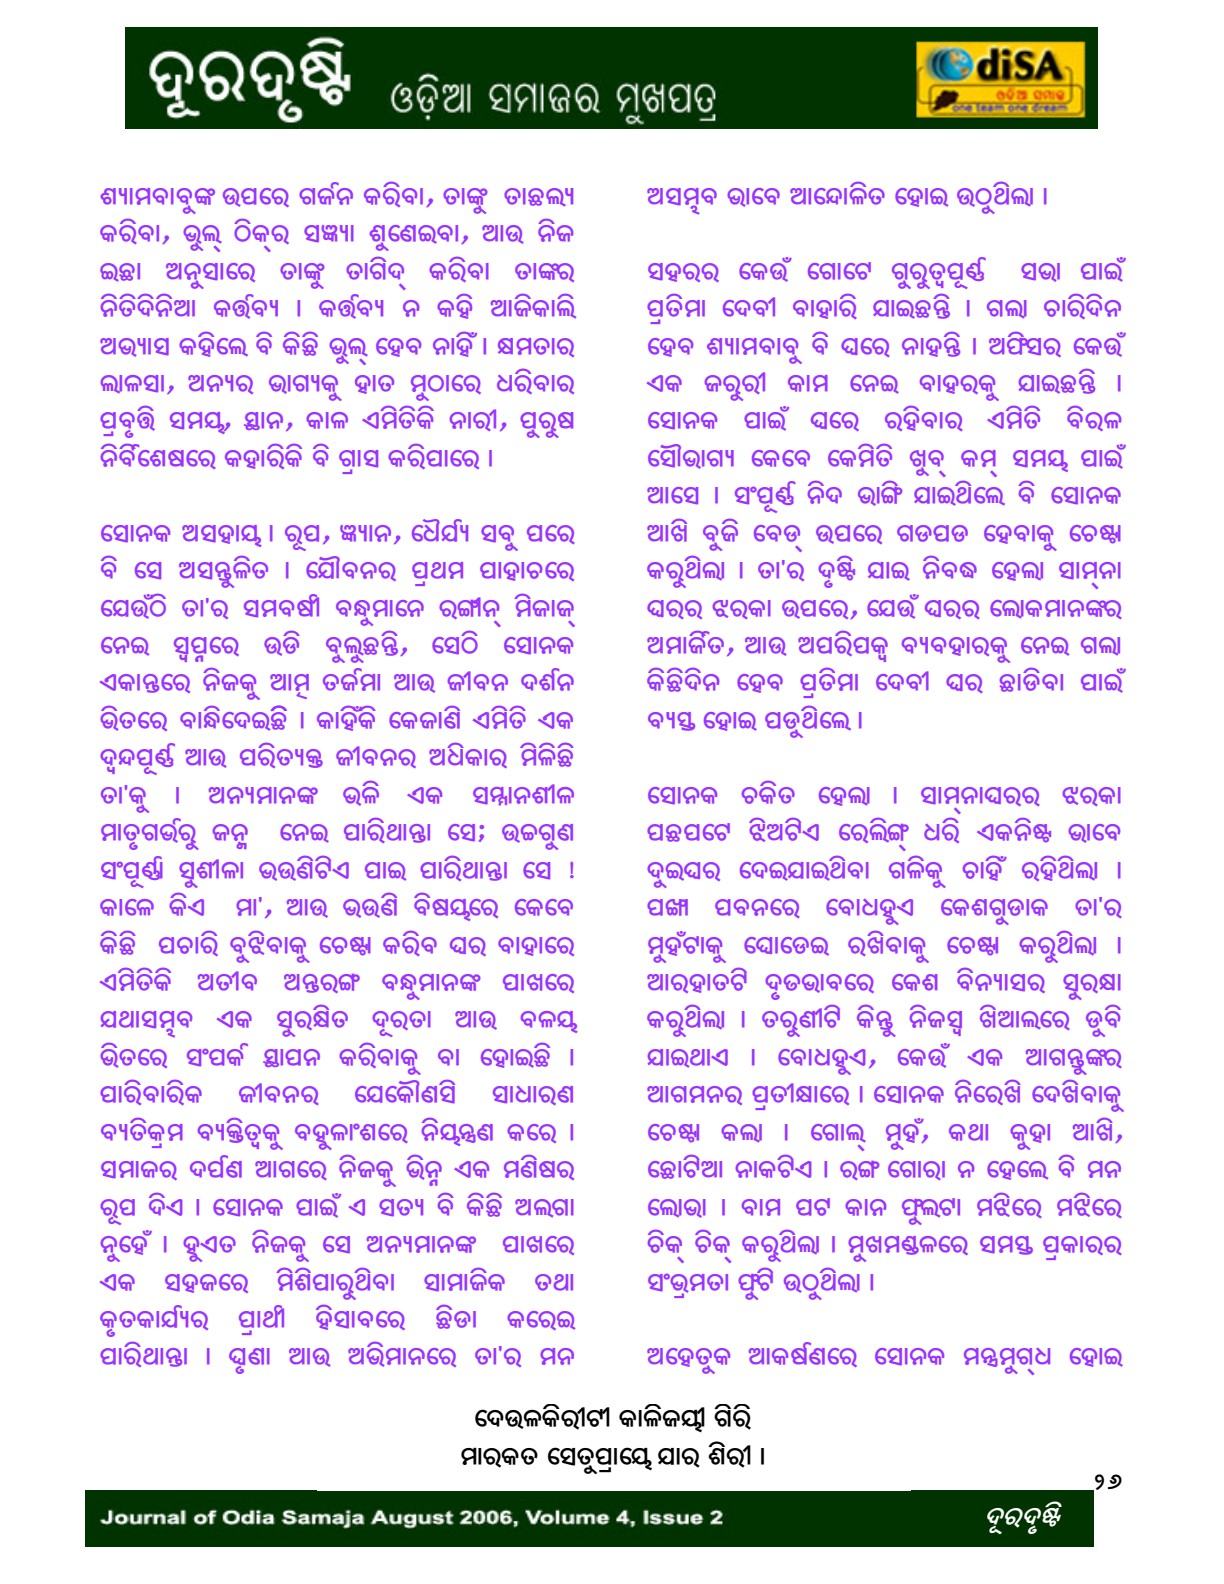 ଦୂରଦୃଷ୍ଟି
ଓଡ଼ିଆ ସମାଜର ମୁଖପତ୍ର
OdiSA
ଓଡ଼ିଆ ସମାଜ
one team one dream
ଶ୍ୟାମବାବୁଙ୍କ ଉପରେ ଗର୍ଜନ କରିବା, ତାଙ୍କୁ ତାଛଲ୍ୟ
କରିବା, ଭୁଲ୍ ଠିକ୍‌ର ସଜ୍ଞ୍ୟା ଶୁଣେଇବା, ଆଉ ନିଜ
ଇଛା ଅନୁସାରେ ତାଙ୍କୁ ତାଗିଦ୍ କରିବା ତାଙ୍କର
ନିତିଦିନିଆ କର୍ତ୍ତବ୍ୟ । କର୍ତ୍ତବ୍ୟ ନ କହି ଆଜିକାଲି
ଅଭ୍ୟାସ କହିଲେ ବି କିଛି ଭୁଲ୍ ହେବ ନାହିଁ । କ୍ଷମତାର
ଲାଳସା, ଅନ୍ୟର ଭାଗ୍ୟକୁ ହାତ ମୁଠାରେ ଧରିବାର
ପ୍ରବୃତ୍ତି ସମୟ, ସ୍ଥାନ, କାଳ ଏମିତିକି ନାରୀ, ପୁରୁଷ
ନିର୍ବିଶେଷରେ କହାରିକି ବି ଗ୍ରାସ କରିପାରେ ।
ସୋନକ ଅସହାୟ । ରୂପ, ଜ୍ଞ୍ୟାନ, ଧୈର୍ଯ୍ୟ ସବୁ ପରେ
ବି ସେ ଅସନ୍ତୁଳିତ । ଯୌବନର ପ୍ରଥମ ପାହାଚରେ
ଯେଉଁଠି ତା'ର ସମବର୍ଷୀ ବନ୍ଧୁମାନେ ରଙ୍ଗୀନ୍ ମିଜାଜ୍
ନେଇ ସ୍ୱପ୍ନରେ ଉଡି ବୁଲୁଛନ୍ତି, ସେଠି ସୋନକ
ଏକାନ୍ତରେ ନିଜକୁ ଆତ୍ମ ତର୍ଜମା ଆଉ ଜୀବନ ଦର୍ଶନ
ଭିତରେ ବାନ୍ଧିଦେଇଛି । କାହିଁକି କେଜାଣି ଏମିତି ଏକ
ଦ୍ୱନ୍ଦପୂର୍ଣ୍ଣ ଆଉ ପରିତ୍ୟକ୍ତ ଜୀବନର ଅଧିକାର ମିଳିଛି
ତା'କୁ । ଅନ୍ୟମାନଙ୍କ ଭଳି ଏକ ସମ୍ମାନଶୀଳ
ମାତୃଗର୍ଭରୁ ଜନ୍ମ ନେଇ ପାରିଥାନ୍ତା ସେ; ଉଚ୍ଚଗୁଣ
ସଂପୂର୍ଣ୍ଣା ସୁଶୀଳା ଭଉଣିଟିଏ ପାଇ ପାରିଥାନ୍ତା ସେ !
କାଳେ କିଏ ମା', ଆଉ ଭଉଣି ବିଷୟରେ କେବେ
କିଛି ପଚାରି ବୁଝିବାକୁ ଚେଷ୍ଟା କରିବ ଘର ବାହାରେ
ଏମିତିକି ଅତୀବ ଅନ୍ତରଙ୍ଗ ବନ୍ଧୁମାନଙ୍କ ପାଖରେ
ଯଥାସମ୍ଭବ ଏକ ସୁରକ୍ଷିତ ଦୂରତା ଆଉ ବଳୟ
ଭିତରେ ସଂପର୍କ ସ୍ଥାପନ କରିବାକୁ ବା ହୋଇଛି ।
ପାରିବାରିକ ଜୀବନର ଯେକୌଣସି ସାଧାରଣ
ବ୍ୟତିକ୍ରମ ବ୍ୟକ୍ତିତ୍ୱକୁ ବହୁଳାଂଶରେ ନିୟନ୍ତ୍ରଣ କରେ ।
ସମାଜର ଦର୍ପଣ ଆଗରେ ନିଜକୁ ଭିନ୍ନ ଏକ ମଣିଷର
ରୂପ ଦିଏ । ସୋନକ ପାଇଁ ଏ ସତ୍ୟ ବି କିଛି ଅଲଗା
ନୁହେଁ । ହୁଏତ ନିଜକୁ ସେ ଅନ୍ୟମାନଙ୍କ ପାଖରେ
ଏକ ସହଜରେ ମିଶିପାରୁଥିବା ସାମାଜିକ ତଥା
କୃତକାର୍ଯ୍ୟର ପ୍ରାର୍ଥୀ ହିସାବରେ ଛିଡା କରେଇ
ପାରିଥାନ୍ତା । ଘୃଣା ଆଉ ଅଭିମାନରେ ତା'ର ମନ
ଅସମ୍ଭବ ଭାବେ ଆନ୍ଦୋଳିତ ହୋଇ ଉଠୁଥିଲା ।
ସହରର କେଉଁ ଗୋଟେ ଗୁରୁତ୍ୱପୂର୍ଣ୍ଣ ସଭା ପାଇଁ
ପ୍ରତିମା ଦେବୀ ବାହାରି ଯାଇଛନ୍ତି । ଗଲା ଚାରିଦିନ
ହେବ ଶ୍ୟାମବାବୁ ବି ଘରେ ନାହନ୍ତି । ଅଫିସର କେଉଁ
ଏକ ଜରୁରୀ କାମ ନେଇ ବାହରକୁ ଯାଇଛନ୍ତି ।
ସୋନକ ପାଇଁ ଘରେ ରହିବାର ଏମିତି ବିରଳ
ସୌଭାଗ୍ୟ କେବେ କେମିତି ଖୁବ୍ କମ୍ ସମୟ ପାଇଁ
ଆସେ । ସଂପୂର୍ଣ୍ଣ ନିଦ ଭାଙ୍ଗି ଯାଇଥିଲେ ବି ସୋନକ
ଆଖି ବୁଜି ବେଡ୍ ଉପରେ ଗଡପଡ ହେବାକୁ ଚେଷ୍ଟା
କରୁଥିଲା । ତା'ର ଦୃଷ୍ଟି ଯାଇ ନିବଦ୍ଧ ହେଲା ସାମ୍‌ନା
ଘରର ଝରକା ଉପରେ, ଯେଉଁ ଘରର ଲୋକମାନଙ୍କର
ଅମାର୍ଜିତ, ଆଉ ଅପରିପକ୍ୱ ବ୍ୟବହାରକୁ ନେଇ ଗଲା
କିଛିଦିନ ହେବ ପ୍ରତିମା ଦେବୀ ଘର ଛାଡିବା ପାଇଁ
ବ୍ୟସ୍ତ ହୋଇ ପଡୁଥିଲେ ।
ସୋନକ ଚକିତ ହେଲା । ସାମ୍‌ନାଘରର ଝରକା
ପଛପଟେ ଝିଅଟିଏ ରେଲିଙ୍ଗ୍ ଧରି ଏକନିଷ୍ଟ ଭାବେ
ଦୁଇଘର ଦେଇଯାଇଥିବା ଗଳିକୁ ଚାହିଁ ରହିଥିଲା ।
ପଙ୍ଖା ପବନରେ ବୋଧହୁଏ କେଶଗୁଡାକ ତା'ର
ମୁହଁଟାକୁ ଘୋଡେଇ ରଖିବାକୁ ଚେଷ୍ଟା କରୁଥିଲା ।
ଆରହାତଟି ଦୃଡଭାବରେ କେଶ ବିନ୍ୟାସର ସୁରକ୍ଷା
କରୁଥିଲା । ତରୁଣୀଟି କିନ୍ତୁ ନିଜସ୍ୱ ଖିଆଲରେ ଡୁବି
ଯାଇଥାଏ । ବୋଧହୁଏ, କେଉଁ ଏକ ଆଗନ୍ତୁଙ୍କର
ଆଗମନର ପ୍ରତୀକ୍ଷାରେ । ସୋନକ ନିରେଖି ଦେଖିବାକୁ
ଚେଷ୍ଟା କଲା । ଗୋଲ୍ ମୁହଁ, କଥା କୁହା ଆଖି,
ଛୋଟିଆ ନାକଟିଏ । ରଙ୍ଗ ଗୋରା ନ ହେଲେ ବି ମନ
ଲୋଭା । ବାମ ପଟ କାନ ଫୁଲଟା ମଝିରେ ମଝିରେ
ଚିକ୍ ଚିକ୍ କରୁଥିଲା । ମୁଖମଣ୍ଡଳରେ ସମସ୍ତ ପ୍ରକାରର
ସଂଭ୍ରମତା ଫୁଟି ଉଠୁଥିଲା ।
ଅହେତୁକ ଆକର୍ଷଣରେ ସୋନକ ମନ୍ତ୍ରମୁଗ୍‌ଧ ହୋଇ
ଦେଉଳକିରୀଟୀ କାଳିଜୟୀ ଗିରି
ମାରକତ ସେତୁପ୍ରାୟେ ଯାର ଶିରୀ ।
୨୬
Journal of Odia Samaja August 2006, Volume 4, Issue 2
ଦୂରଦୃଷ୍ଟି